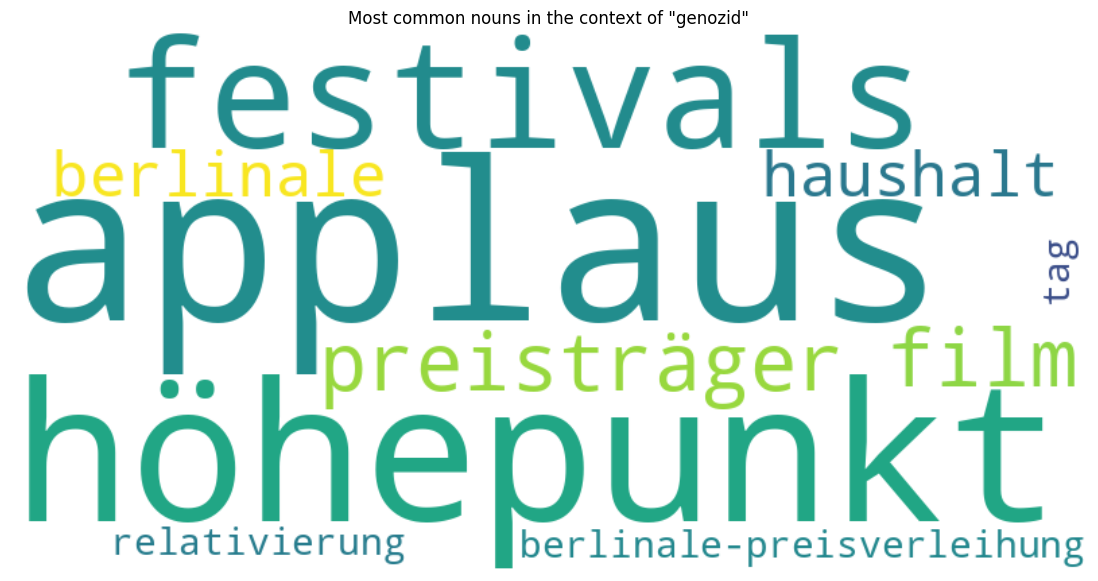 Most common nouns in the context of "genozid"
festivals
berlinale
haushalt
applaus
tag
preisträger
film
höhepunkt
relativierung
berlinale-preisverleihung